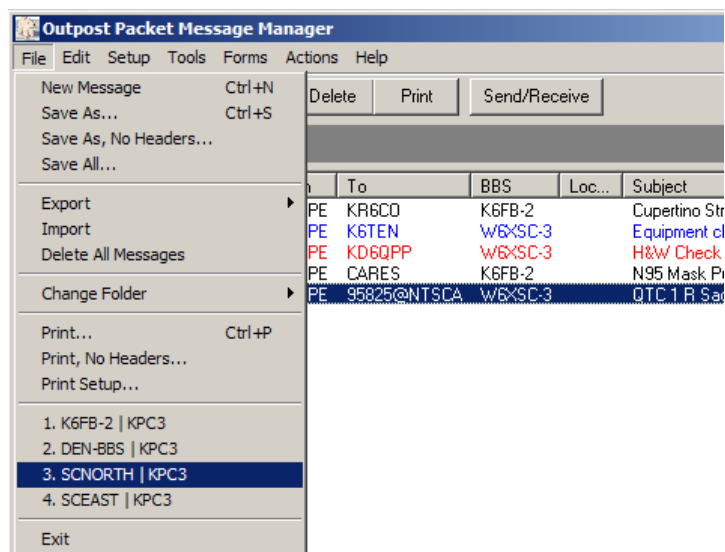 Outpost Packet Message Manager
File Edit Setup Tools Forms Actions Help
New Message Ctrl+N
Save As... Ctrl+S
Save As, No Headers...
Save All...
Export
Import
Delete All Messages
Change Folder
Print... Ctrl+P
Print, No Headers...
Print Setup...
1. K6FB-2 | KPC3
2. DEN-BBS | KPC3
3. SCNORTH | KPC3
4. SCEAST | KPC3
Exit
Delete Print Send/Receive
To BBS Loc... Subject
PE KR6CO K6FB-2 Cupertino Str
PE K6TEN W6XSC-3 Equipment cl
PE KD6QPP W6XSC-3 H&W Check
PE CARES K6FB-2 N95 Mask Pu
PE 95825@NTSCA W6XSC-3 QTC 1 R Sac